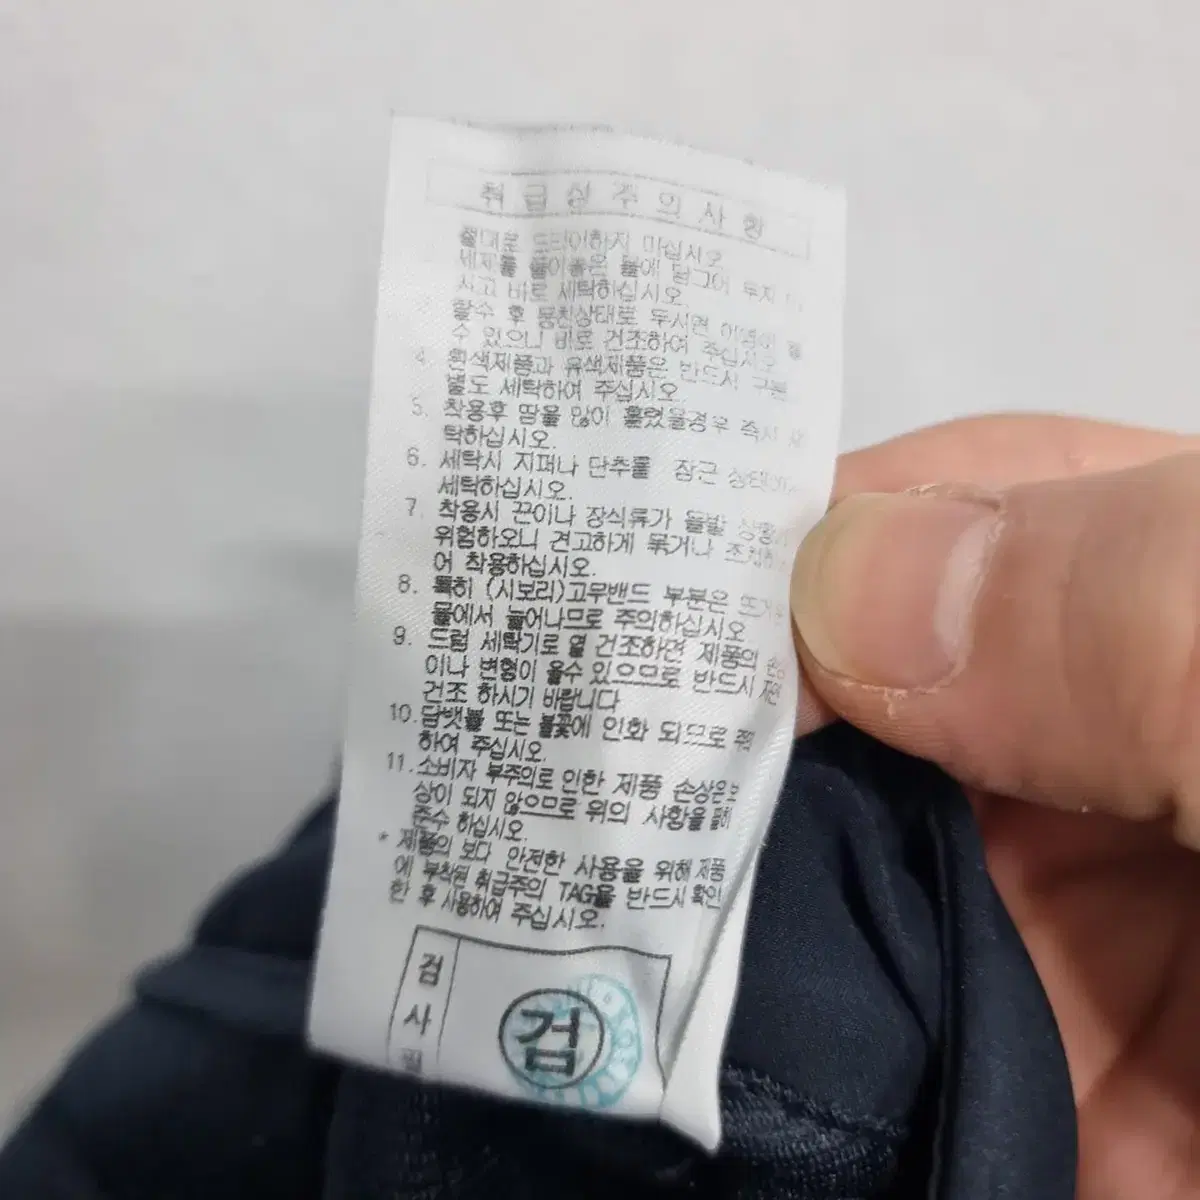 취급상주의사항
절대로 드라이하지 마십시오.
세제를 풀어놓은 물에 담그어 두지 마
시고 바로 세탁하십시오.
할수 후 뭉친상태로 두시면 이염이 될
수 있으니 바로 건조하여 주십시오.
4. 흰색제품과 유색제품은 반드시 구분
별도 세탁하여 주십시오.
5. 착용후 땀을 많이 흘렸을경우 즉시 세
탁하십시오.
6. 세탁시 지퍼나 단추를 잠근 상태에서
세탁하십시오.
7. 착용시 끈이나 장식류가 돌발 상황시
위험하오니 견고하게 묶거나 조심하
어 착용하십시오.
8. 특히 (시보리)고무밴드 부분은 뜨거운
물에서 늘어나므로 주의하십시오
9. 드럼 세탁기로 열 건조하면 제품의 손상
이나 변형이 올수 있으므로 반드시 자연
건조 하시기 바랍니다
10. 담뱃불 또는 불꽃에 인화 되므로 주의
하여 주십시오.
11. 소비자 부주의로 인한 제품 손상은 보
상이 되지 않으므로 위의 사항을 필히
준수 하십시오.
* 제품의 보다 안전한 사용을 위해 제품
에 부착된 취급주의 TAG를 반드시 확인
한 후 사용하여 주십시오.
검
사 검
필